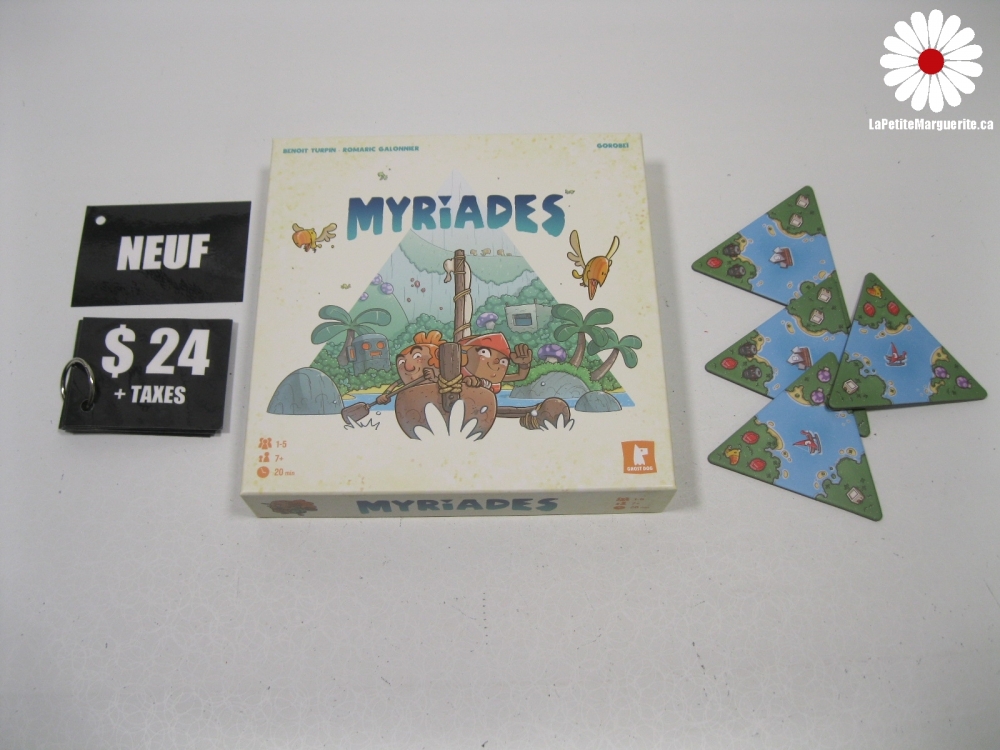 LaPetiteMarguerite.ca
BENOIT TURPIN · ROMARIC GALONNIER
GOROBEI
MYRiADES
NEUF
$ 24
+ TAXES
1-5
7+
20 min
MYRiADES